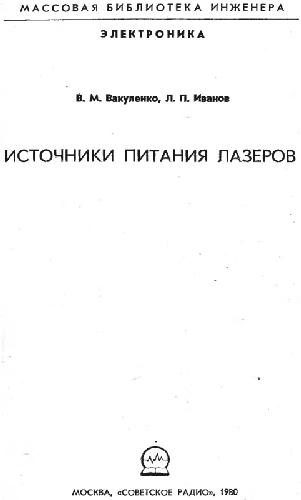 МАССОВАЯ БИБЛИОТЕКА ИНЖЕНЕРА
ЭЛЕКТРОНИКА
В. М. Вакуленко, Л. П. Иванов
ИСТОЧНИКИ ПИТАНИЯ ЛАЗЕРОВ
МОСКВА, «СОВЕТСКОЕ РАДИО», 1980